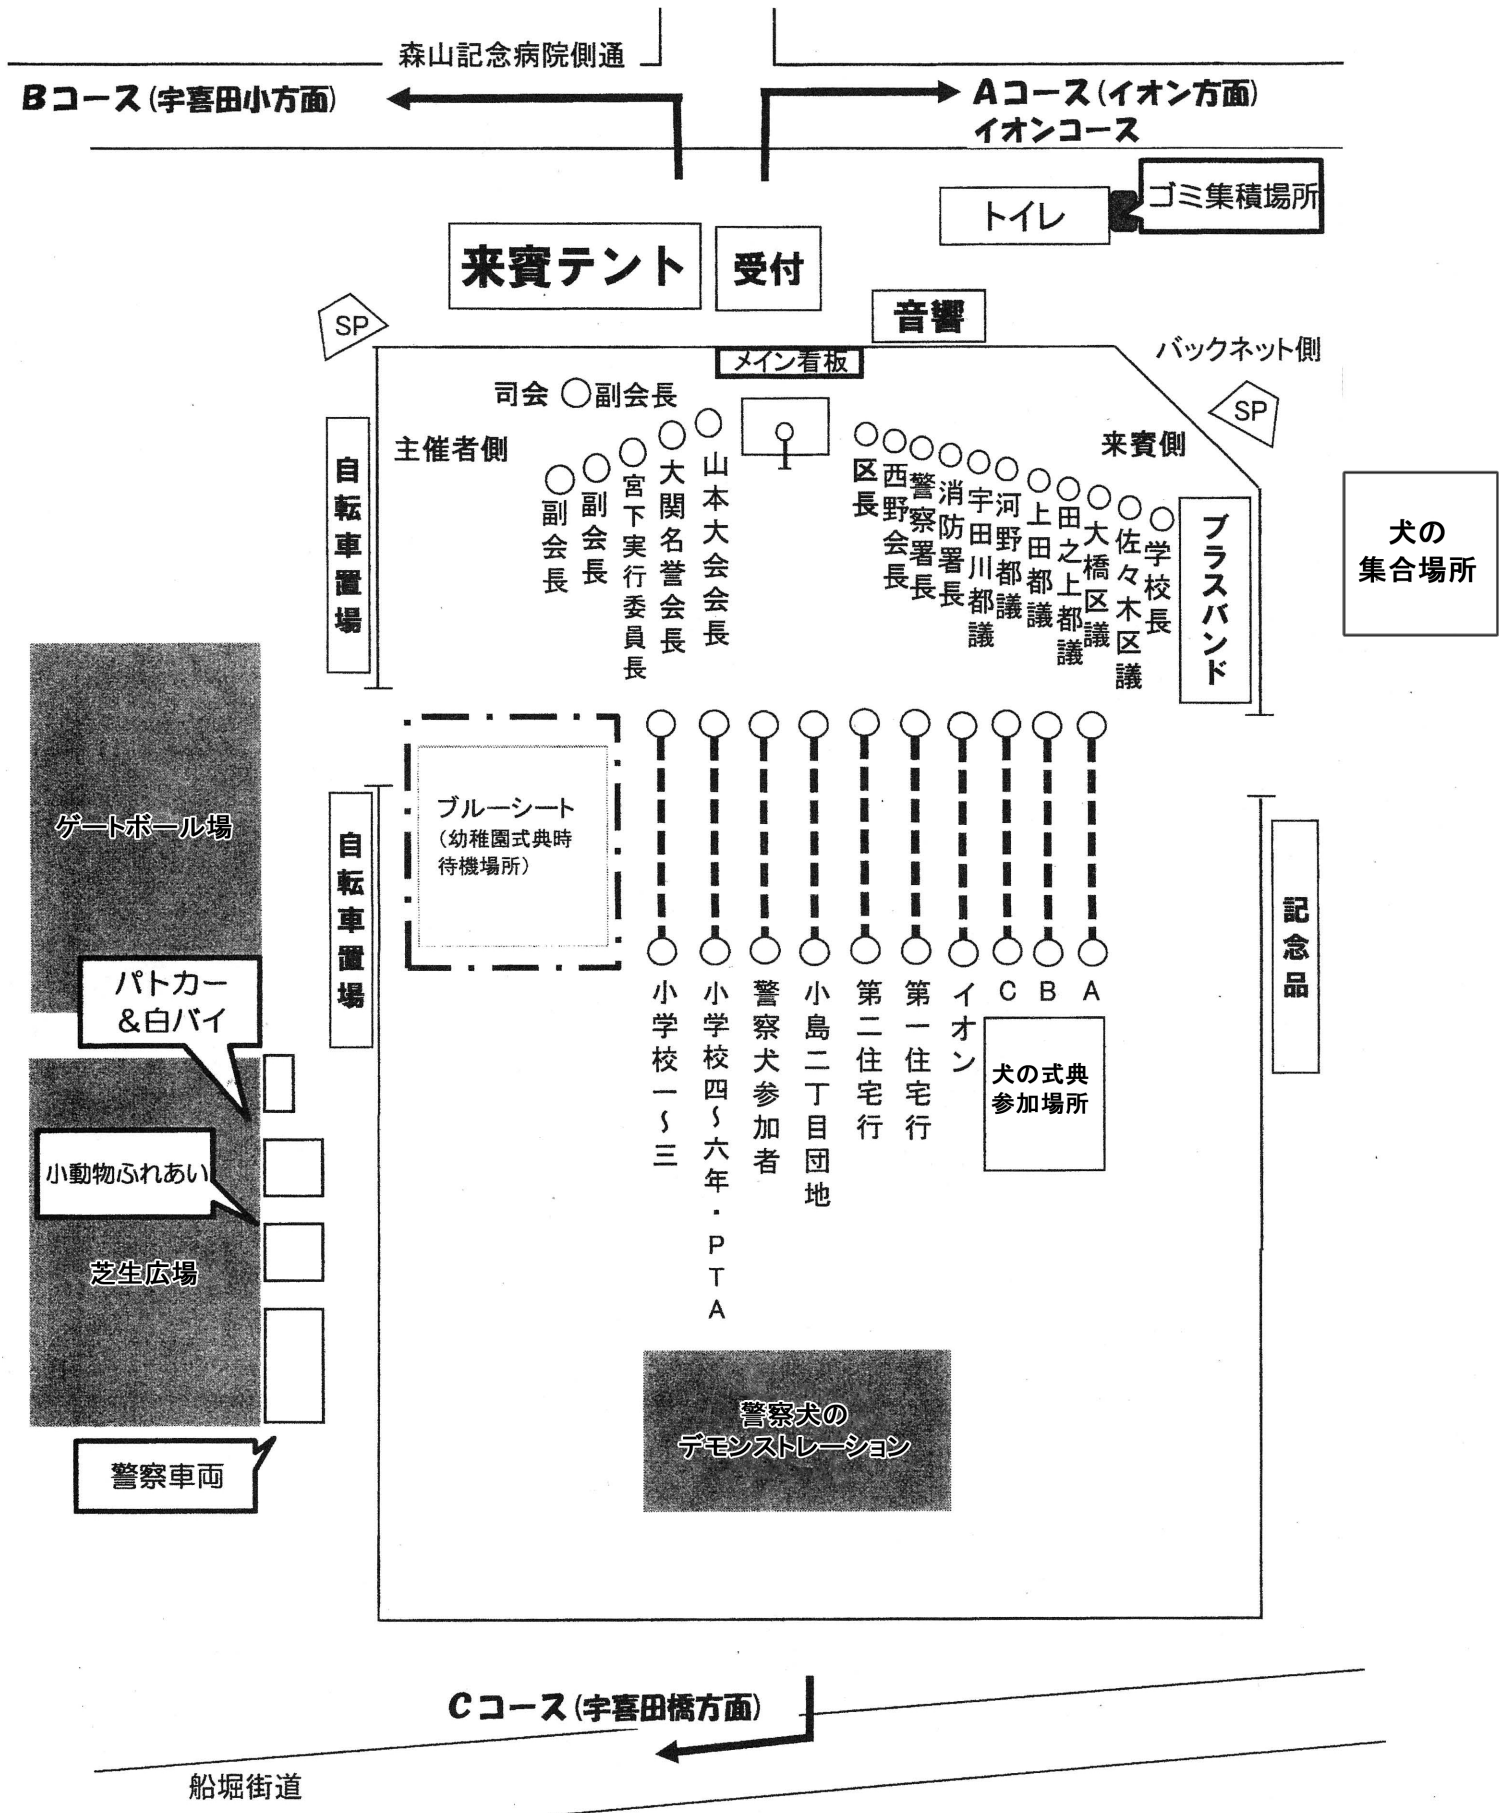 森山記念病院側通
Bコース(宇喜田小方面)
Aコース(イオン方面)
イオンコース
トイレ
ゴミ集積場所
来賓テント
受付
音響
SP
メイン看板
バックネット側
SP
司会
副会長
主催者側
来賓側
自転車置場
副会長
副会長
宮下実行委員長
大関名誉会長
山本大会会長
区長
西野会長
警察署長
消防署長
宇田川都議
河野都議
上田都議
田之上都議
大橋区議
佐々木区議
学校長
ブラスバンド
犬の
集合場所
ゲートボール場
ブルーシート
(幼稚園式典時
待機場所)
自転車置場
記念品
小学校一~三
小学校四~六年・PTA
警察犬参加者
小島二丁目団地
第二住宅行
第一住宅行
イオン
C
B
A
犬の式典
参加場所
パトカー
&白バイ
小動物ふれあい
芝生広場
警察車両
警察犬の
デモンストレーション
Cコース(宇喜田橋方面)
船堀街道